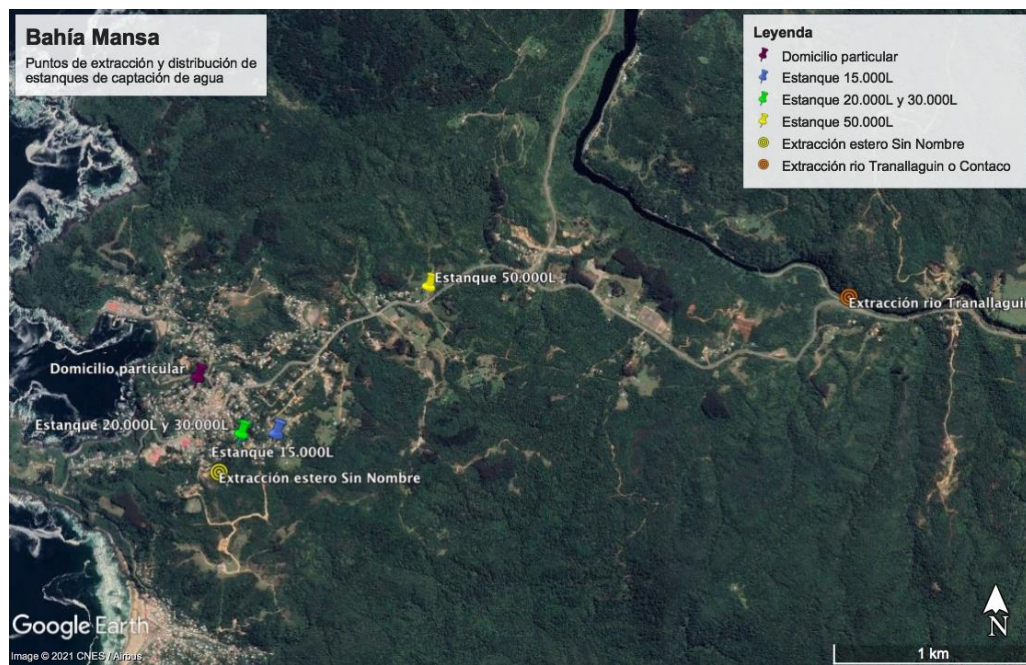 Bahía Mansa
Puntos de extracción y distribución de
estanques de captación de agua
Leyenda
Domicilio particular
Estanque 15.000L
Estanque 20.000L y 30.000L
Estanque 50.000L
Extracción estero Sin Nombre
Extracción rio Tranallaguin o Contaco
Estanque 50.000L
Extracción rio Tranallaguin
Domicilio particular
Estanque 20.000L y 30.000L
Estanque 15.000L
Extracción estero Sin Nombre
Google Earth
Image © 2021 CNES / Airbus
N
1 km